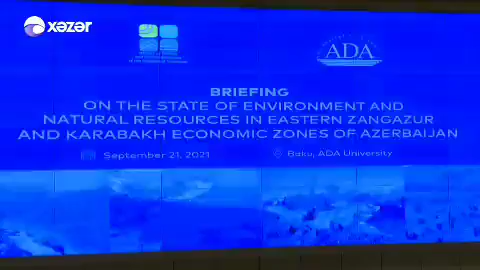 xəzər
ADA
BRIEFING
ON THE STATE OF ENVIRONMENT AND
NATURAL RESOURCES IN EASTERN ZANGAZUR
AND KARABAKH ECONOMIC ZONES OF AZERBAIJAN
September 21, 2021
Baku, ADA University